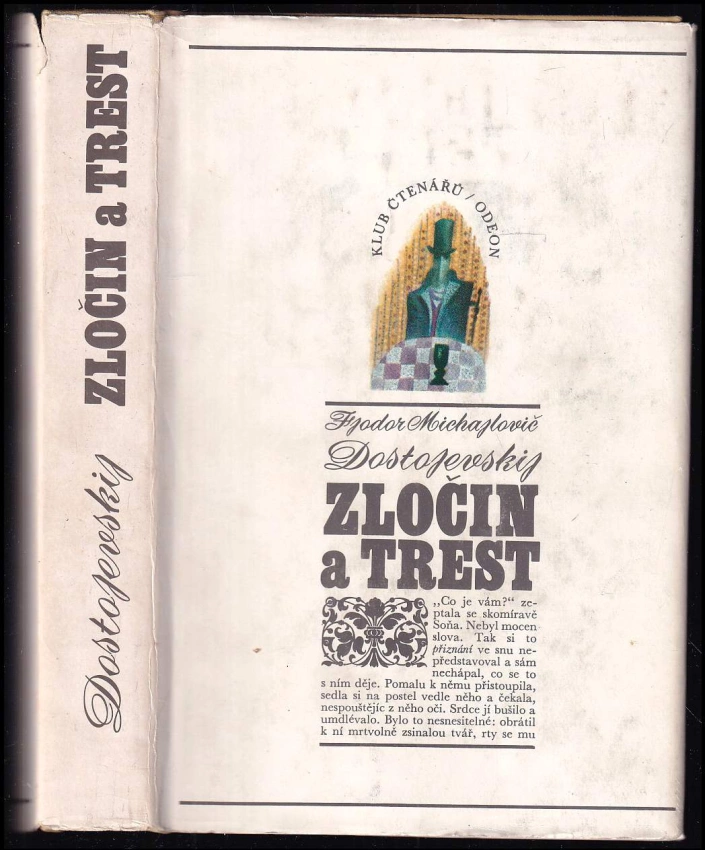 Dostojevskij ZLOČIN a TREST
KLUB ČTENÁŘŮ / ODEON
Fjodor Michajlovič
Dostojevskij
ZLOČIN
a TREST
„Co je vám?“ ze-
ptala se skomíravě
Soňa. Nebyl mocen
slova. Tak si to
přiznání ve snu ne-
představoval a sám
nechápal, co se to
s ním děje. Pomalu k němu přistoupila,
sedla si na postel vedle něho a čekala,
nespouštějíc z něho oči. Srdce jí bušilo a
umdlévalo. Bylo to nesnesitelné: obrátil
k ní mrtvolně zsinalou tvář, rty se mu